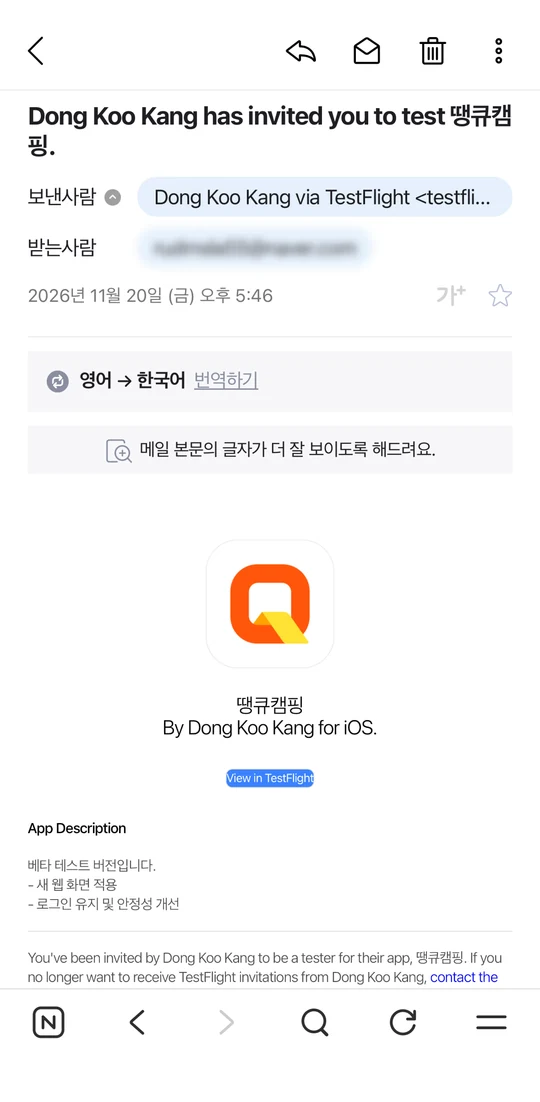 Dong Koo Kang has invited you to test 땡큐캠
핑.
보낸사람 Dong Koo Kang via TestFlight <testfli...
받는사람
2026년 11월 20일 (금) 오후 5:46 가+
영어 → 한국어 번역하기
메일 본문의 글자가 더 잘 보이도록 해드려요.
땡큐캠핑
By Dong Koo Kang for iOS.
View in TestFlight
App Description
베타 테스트 버전입니다.
- 새 웹 화면 적용
- 로그인 유지 및 안정성 개선
You've been invited by Dong Koo Kang to be a tester for their app, 땡큐캠핑. If you
no longer want to receive TestFlight invitations from Dong Koo Kang, contact the
N